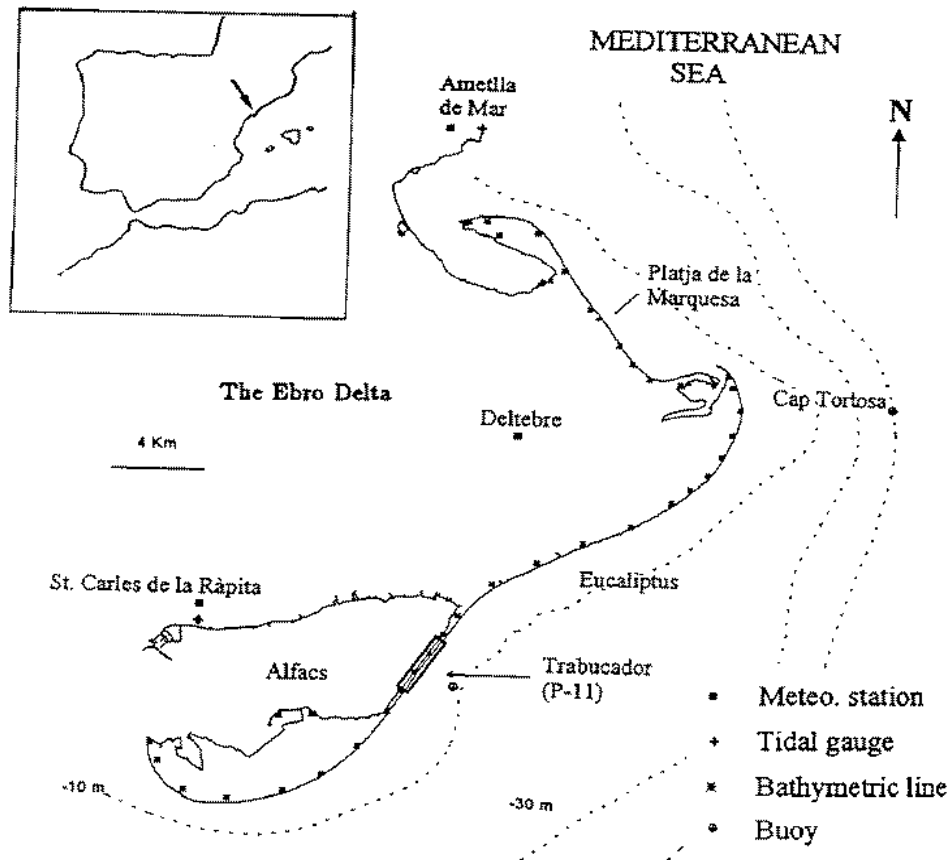 MEDITERRANEAN
SEA
Ametlla
de Mar
N
Platja de la
Marquesa
The Ebro Delta
Cap Tortosa
Deltebre
4 Km
St. Carles de la Ràpita
Eucaliptus
Alfacs
Trabucador
(P-11)
Meteo. station
Tidal gauge
-10 m
-30 m
Bathymetric line
Buoy